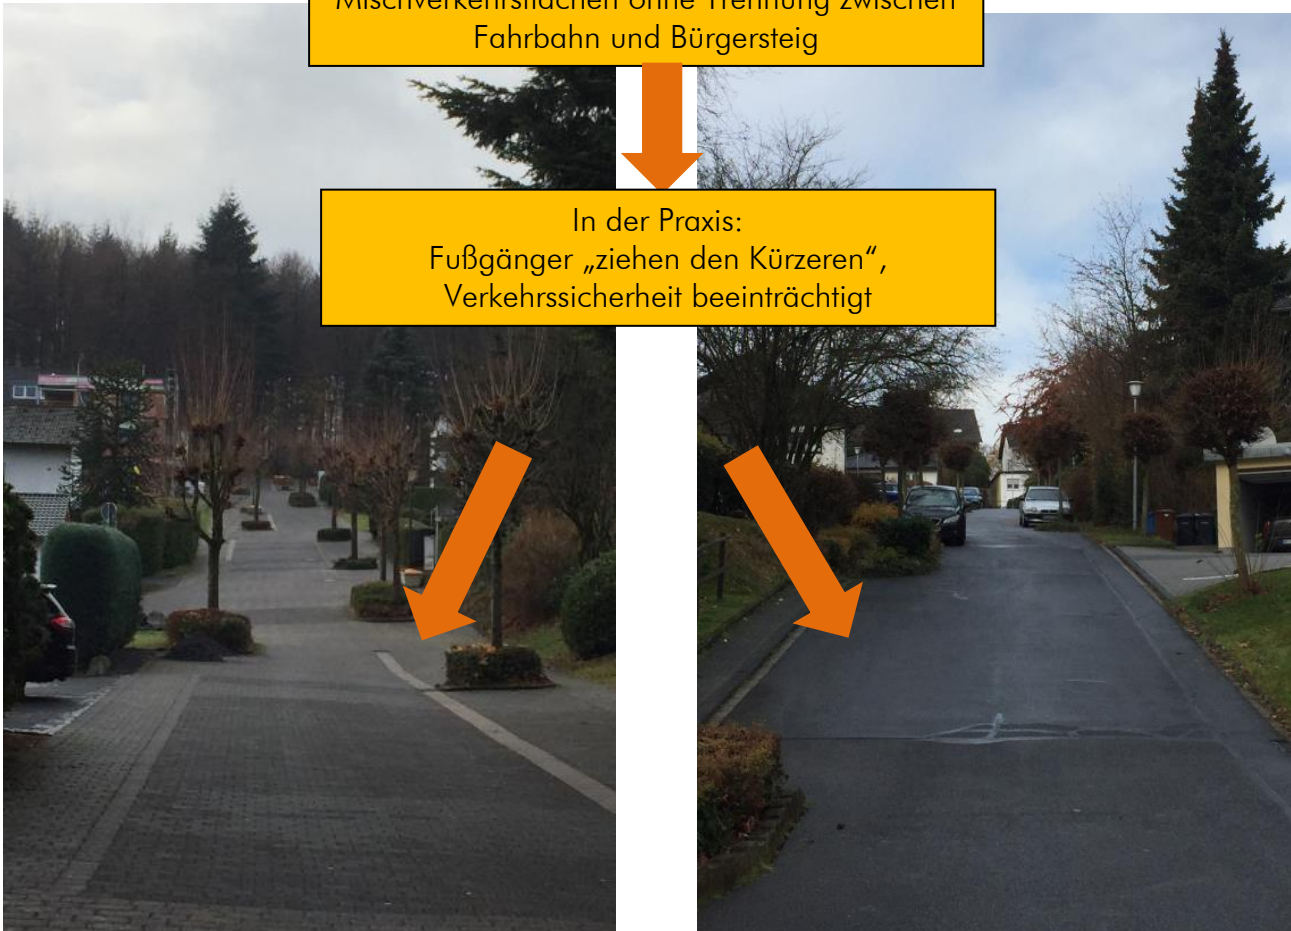 Mischverkehrsflächen ohne Trennung zwischen
Fahrbahn und Bürgersteig
In der Praxis:
Fußgänger „ziehen den Kürzeren“,
Verkehrssicherheit beeinträchtigt